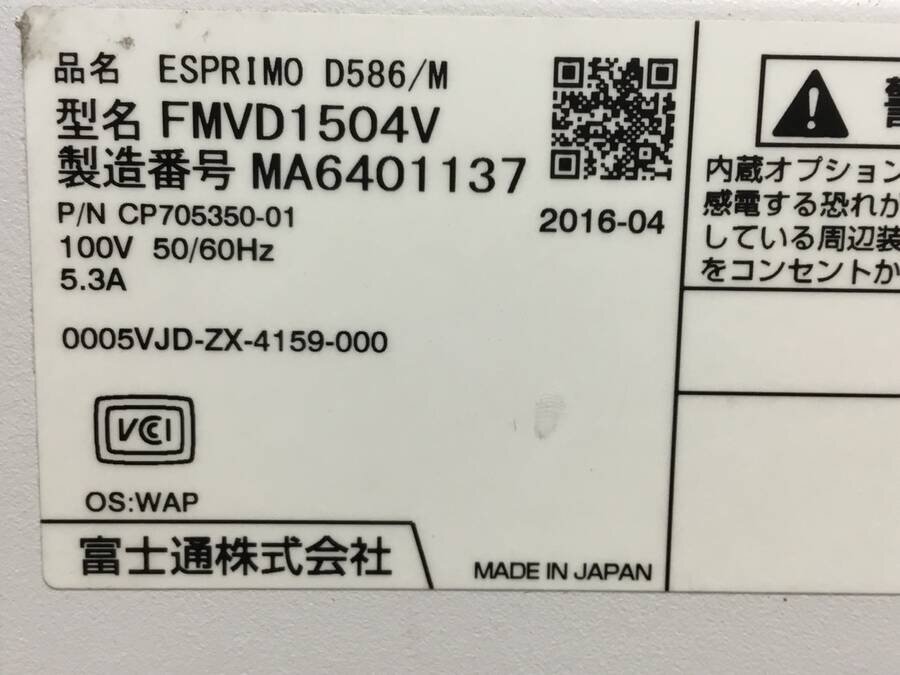 品名 ESPRIMO D586/M
型名 FMVD1504V
製造番号 MA6401137
P/N CP705350-01
2016-04
100V 50/60Hz
5.3A
0005VJD-ZX-4159-000
VCCI
OS:WAP
富士通株式会社
MADE IN JAPAN
内蔵オプション
感電する恐れが
している周辺装
をコンセントか